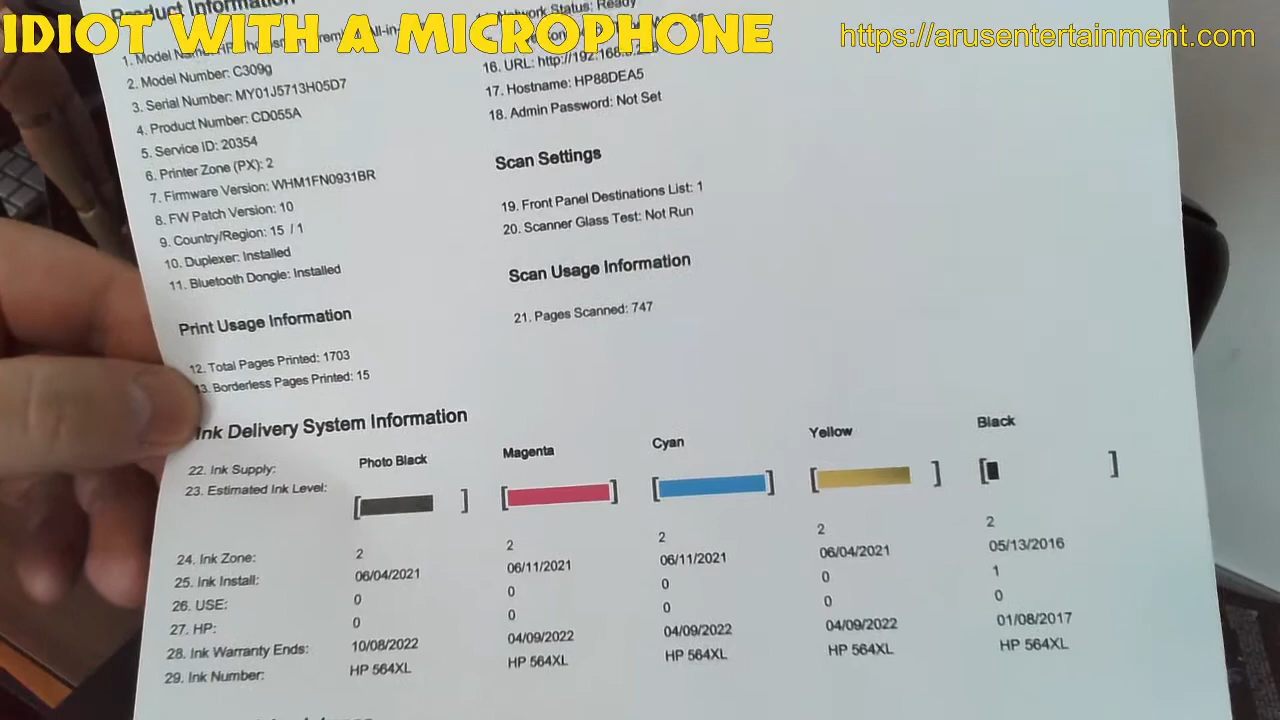 IDIOT WITH A MICROPHONE
https://arusentertainment.com
Product Information
1. Model
2. Model Number: C309g
3. Serial Number: MY01J5713H05D7
4. Product Number: CD055A
5. Service ID: 20354
6. Printer Zone (PX): 2
7. Firmware Version: WHM1FN0931BR
8. FW Patch Version: 10
9. Country/Region: 15 / 1
10. Duplexer: Installed
11. Bluetooth Dongle: Installed
Print Usage Information
12. Total Pages Printed: 1703
13. Borderless Pages Printed: 15
Network Status: Ready
16. URL:
17. Hostname: HP88DEA5
18. Admin Password: Not Set
Scan Settings
19. Front Panel Destinations List: 1
20. Scanner Glass Test: Not Run
Scan Usage Information
21. Pages Scanned: 747
Ink Delivery System Information
22. Ink Supply: Photo Black Magenta Cyan Yellow Black
23. Estimated Ink Level: [ ] [ ] [ ] [ ] [ ]
24. Ink Zone: 2 2 2 2 2
25. Ink Install: 06/04/2021 06/11/2021 06/11/2021 06/04/2021 05/13/2016
26. USE: 0 0 0 0 1
27. HP: 0 0 0 0 0
28. Ink Warranty Ends: 10/08/2022 04/09/2022 04/09/2022 04/09/2022 01/08/2017
29. Ink Number: HP 564XL HP 564XL HP 564XL HP 564XL HP 564XL